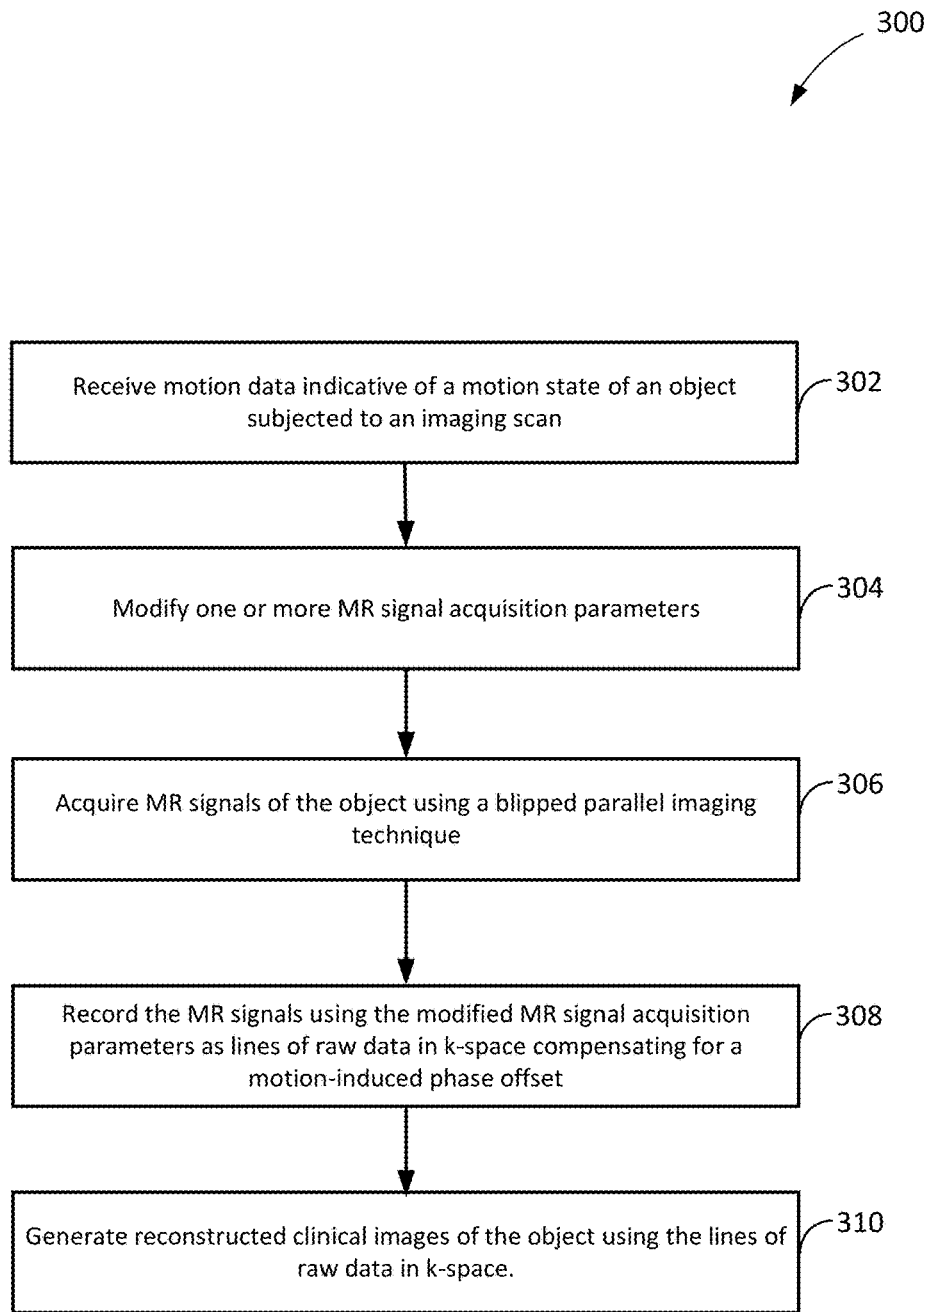 300
Receive motion data indicative of a motion state of an object
subjected to an imaging scan
302
Modify one or more MR signal acquisition parameters
304
Acquire MR signals of the object using a blipped parallel imaging
technique
306
Record the MR signals using the modified MR signal acquisition
parameters as lines of raw data in k-space compensating for a
motion-induced phase offset
308
Generate reconstructed clinical images of the object using the lines of
raw data in k-space.
310